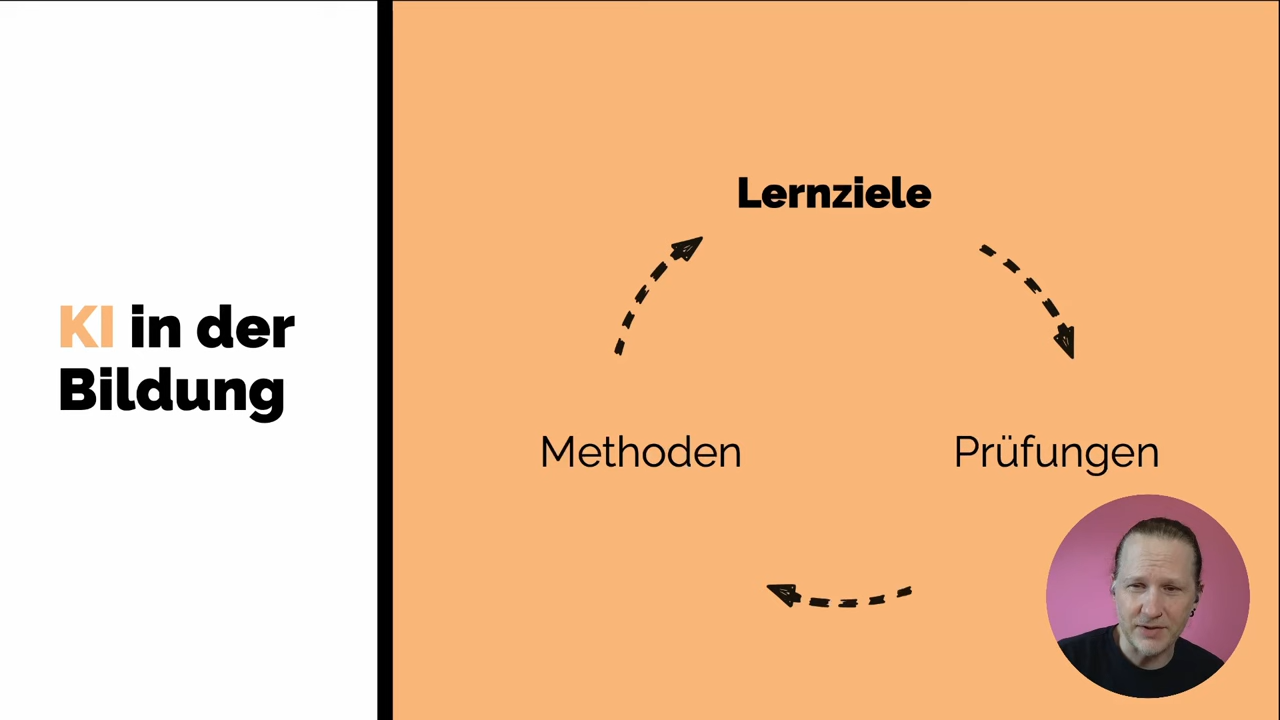 KI in der
Bildung
Lernziele
Methoden
Prüfungen